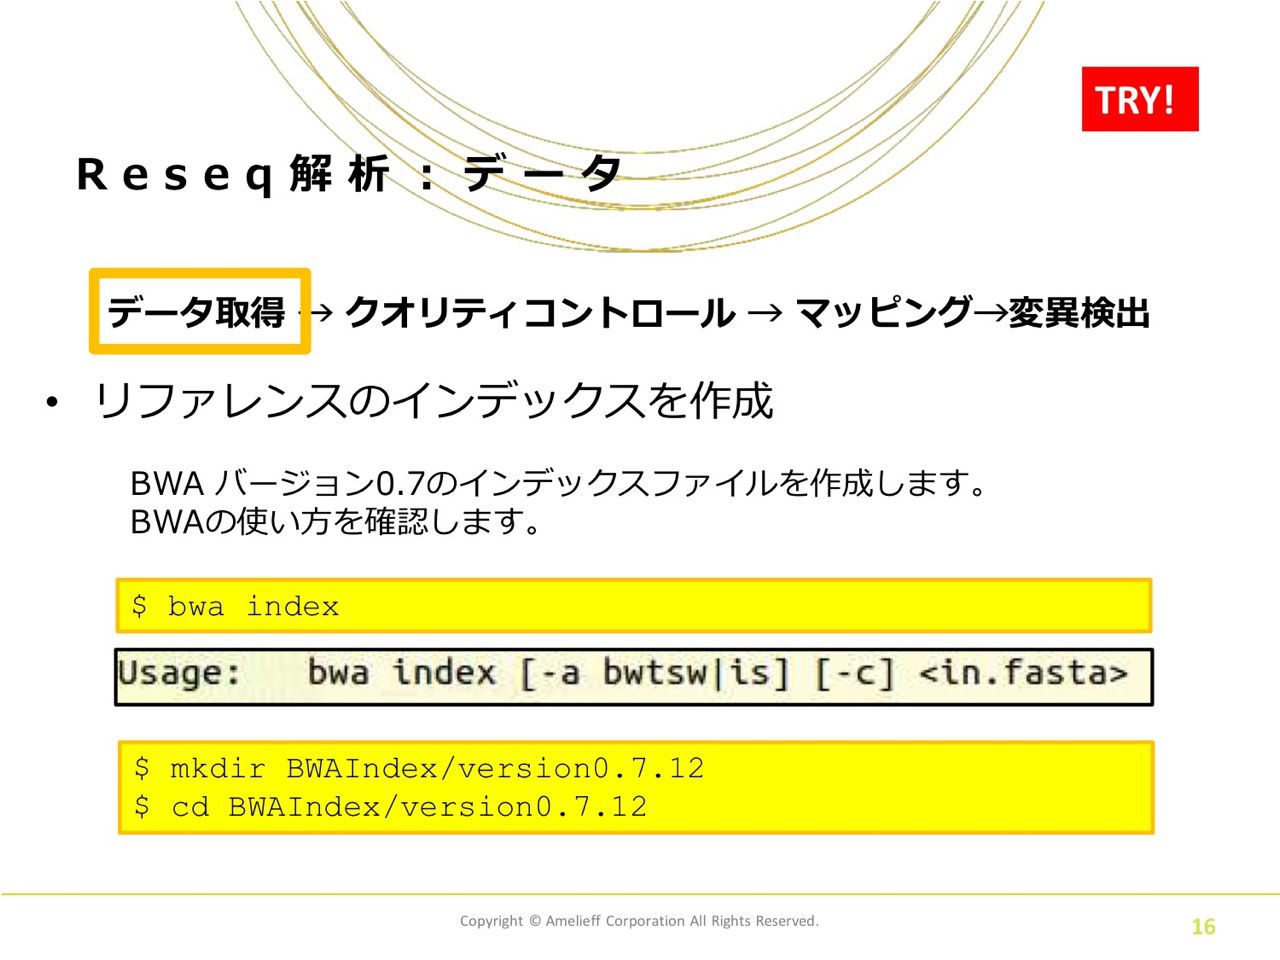 TRY!
Reseq解析：データ
データ取得 → クオリティコントロール → マッピング→変異検出
• リファレンスのインデックスを作成
BWA バージョン0.7のインデックスファイルを作成します。
BWAの使い方を確認します。
$ bwa index
Usage: bwa index [-a bwtsw|is] [-c] <in.fasta>
$ mkdir BWAIndex/version0.7.12
$ cd BWAIndex/version0.7.12
Copyright © Amelieff Corporation All Rights Reserved.
16